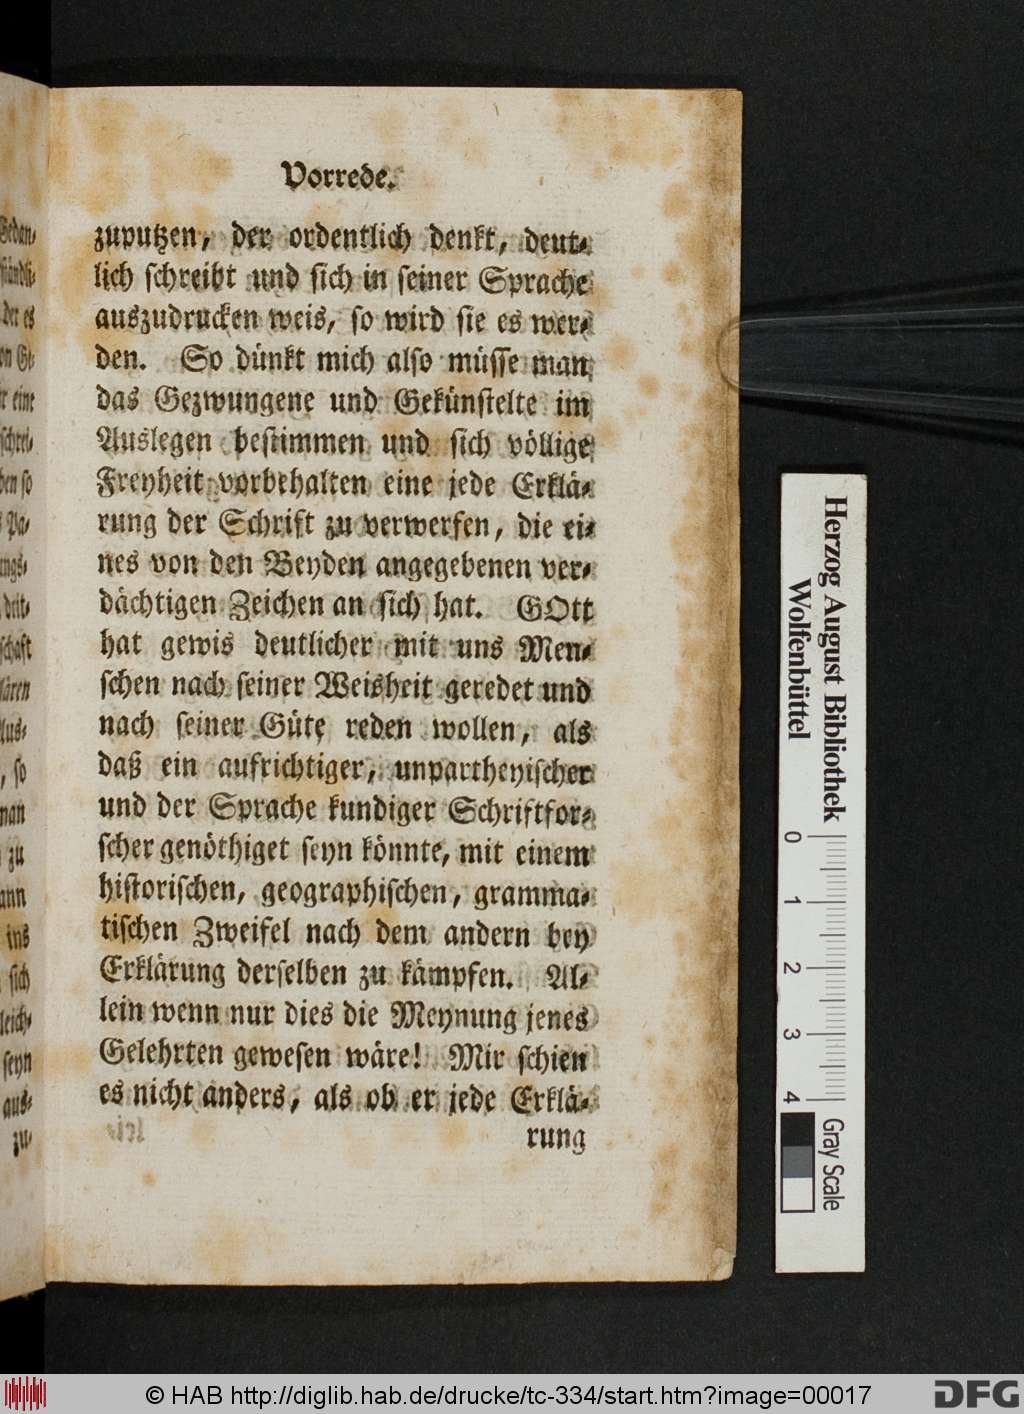 Vorrede.
zuputzen, der ordentlich denkt, deut-
lich schreibt und sich in seiner Sprache
auszudrucken weis, so wird sie es wer-
den. So dünkt mich also müsse man
das Gezwungene und Gekünstelte im
Auslegen bestimmen und sich völlige
Freyheit vorbehalten eine jede Erklä-
rung der Schrift zu verwerfen, die ei-
nes von den Beyden angegebenen ver-
dächtigen Zeichen an sich hat. GOtt
hat gewis deutlicher mit uns Men-
schen nach seiner Weisheit geredet und
nach seiner Güte reden wollen, als
daß ein aufrichtiger, unpartheyischer
und der Sprache kundiger Schriftfor-
scher genöthiget seyn könnte, mit einem
historischen, geographischen, gramma-
tischen Zweifel nach dem andern bey
Erklärung derselben zu kämpfen. Al-
lein wenn nur dies die Meynung jenes
Gelehrten gewesen wäre! Mir schien
es nicht anders, als ob er jede Erklä-
rung
Herzog August Bibliothek
Wolfenbüttel
0 1 2 3 4
Gray Scale
© HAB http://diglib.hab.de/drucke/tc-334/start.htm?image=00017
DFG